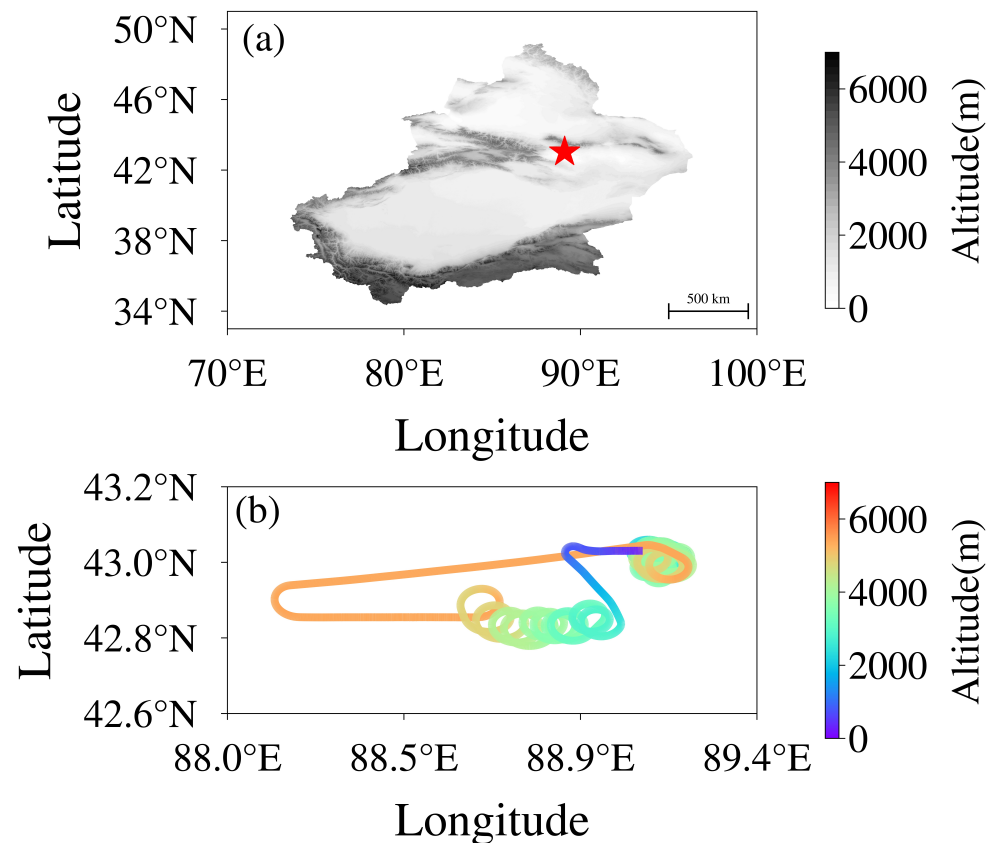 (a)
50°N
46°N
42°N
38°N
34°N
Latitude
70°E 80°E 90°E 100°E
Longitude
500 km
6000
4000
2000
0
Altitude(m)
(b)
43.2°N
43.0°N
42.8°N
42.6°N
Latitude
88.0°E 88.5°E 88.9°E 89.4°E
Longitude
6000
4000
2000
0
Altitude(m)